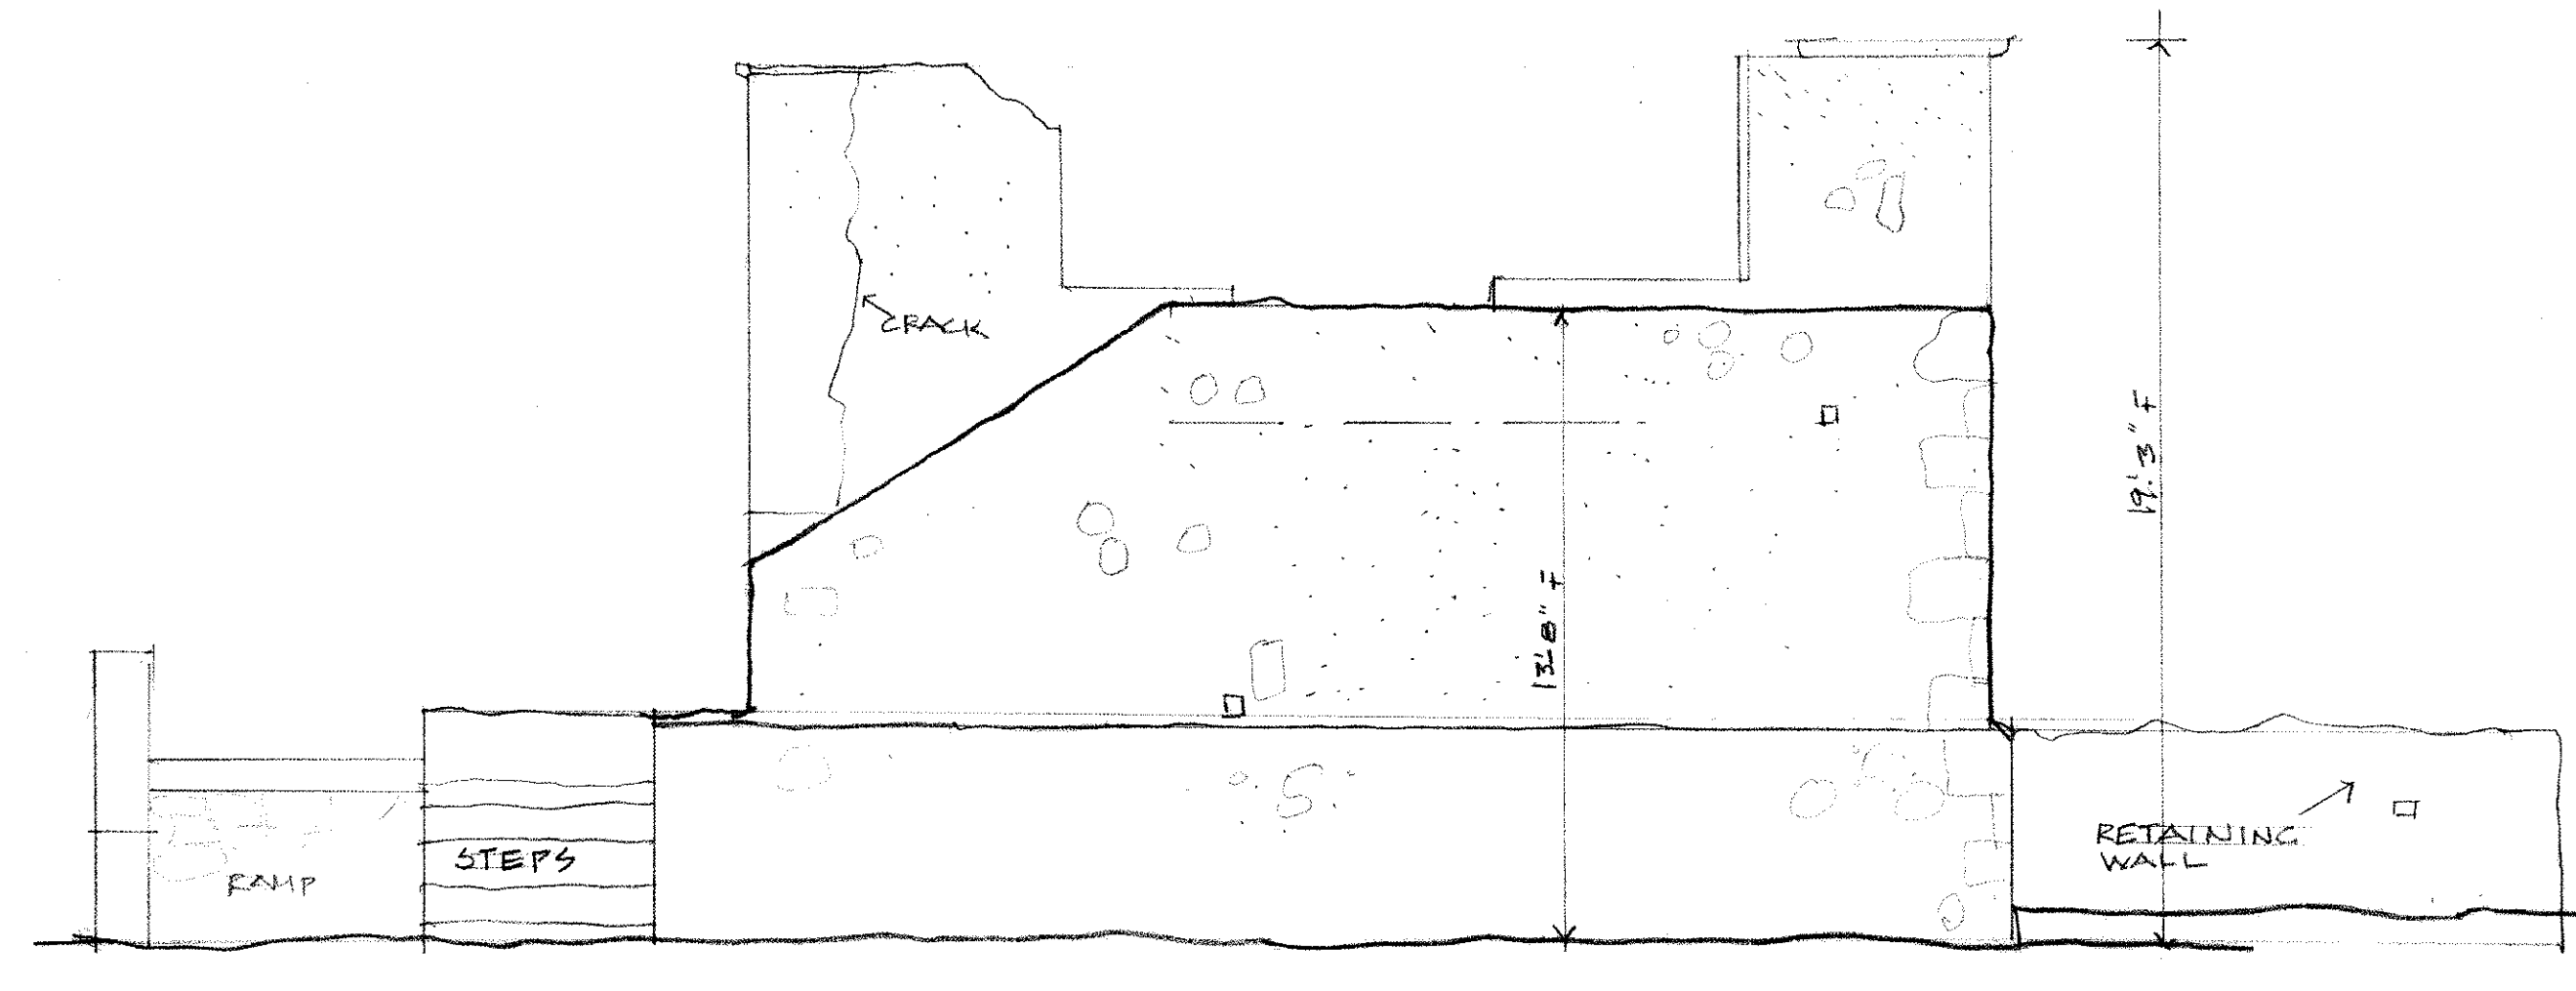 CRACK
19'.3" ∓
13'-8" ∓
STEPS
RAMP
RETAINING
WALL